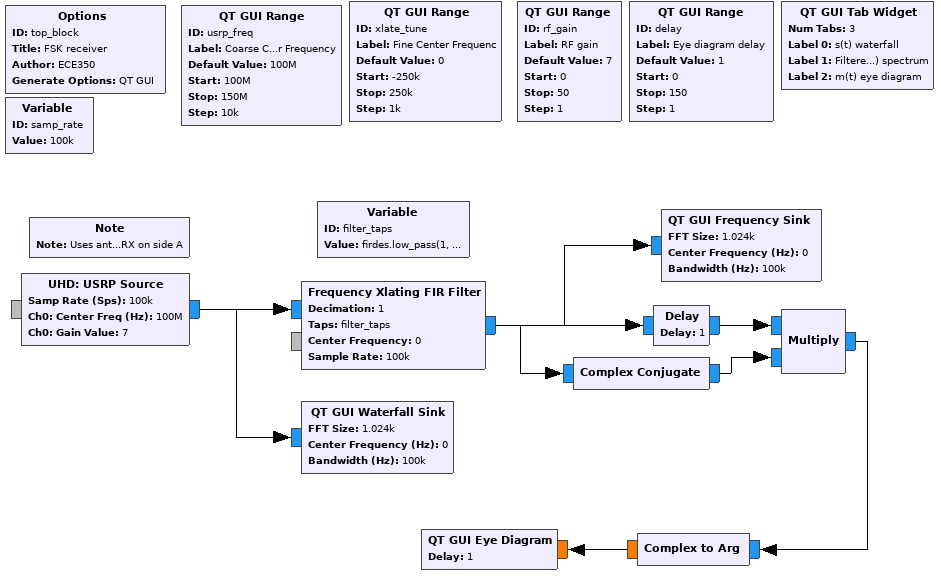 Options
ID: top_block
Title: FSK receiver
Author: ECE350
Generate Options: QT GUI
Variable
ID: samp_rate
Value: 100k
QT GUI Range
ID: usrp_freq
Label: Coarse C...r Frequency
Default Value: 100M
Start: 100M
Stop: 150M
Step: 10k
QT GUI Range
ID: xlate_tune
Label: Fine Center Frequenc
Default Value: 0
Start: -250k
Stop: 250k
Step: 1k
QT GUI Range
ID: rf_gain
Label: RF gain
Default Value: 7
Start: 0
Stop: 50
Step: 1
QT GUI Range
ID: delay
Label: Eye diagram delay
Default Value: 1
Start: 0
Stop: 150
Step: 1
QT GUI Tab Widget
Num Tabs: 3
Label 0: s(t) waterfall
Label 1: Filtere...) spectrum
Label 2: m(t) eye diagram
Note
Note: Uses ant...RX on side A
Variable
ID: filter_taps
Value: firdes.low_pass(1, ...
QT GUI Frequency Sink
FFT Size: 1.024k
Center Frequency (Hz): 0
Bandwidth (Hz): 100k
UHD: USRP Source
Samp Rate (Sps): 100k
Ch0: Center Freq (Hz): 100M
Ch0: Gain Value: 7
Frequency Xlating FIR Filter
Decimation: 1
Taps: filter_taps
Center Frequency: 0
Sample Rate: 100k
Delay
Delay: 1
Multiply
Complex Conjugate
QT GUI Waterfall Sink
FFT Size: 1.024k
Center Frequency (Hz): 0
Bandwidth (Hz): 100k
QT GUI Eye Diagram
Delay: 1
Complex to Arg